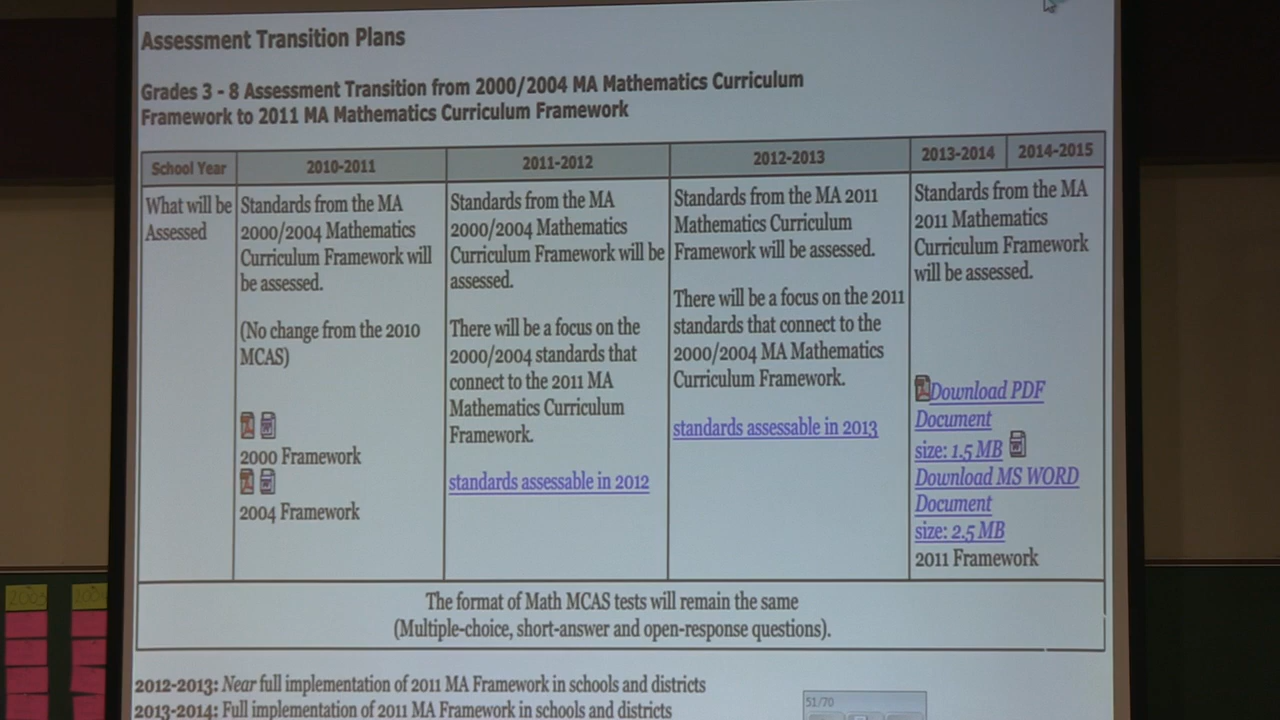 Assessment Transition Plans
Grades 3 - 8 Assessment Transition from 2000/2004 MA Mathematics Curriculum
Framework to 2011 MA Mathematics Curriculum Framework
School Year
2010-2011
2011-2012
2012-2013
2013-2014
2014-2015
What will be
Assessed
Standards from the MA
2000/2004 Mathematics
Curriculum Framework will
be assessed.
(No change from the 2010
MCAS)
2000 Framework
2004 Framework
Standards from the MA
2000/2004 Mathematics
Curriculum Framework will be
assessed.
There will be a focus on the
2000/2004 standards that
connect to the 2011 MA
Mathematics Curriculum
Framework.
standards assessable in 2012
Standards from the MA 2011
Mathematics Curriculum
Framework will be assessed.
There will be a focus on the 2011
standards that connect to the
2000/2004 MA Mathematics
Curriculum Framework.
standards assessable in 2013
Standards from the MA
2011 Mathematics
Curriculum Framework
will be assessed.
Download PDF
Document
size: 1.5 MB
Download MS WORD
Document
size: 2.5 MB
2011 Framework
The format of Math MCAS tests will remain the same
(Multiple-choice, short-answer and open-response questions).
2012-2013: Near full implementation of 2011 MA Framework in schools and districts
2013-2014: Full implementation of 2011 MA Framework in schools and districts
51/70